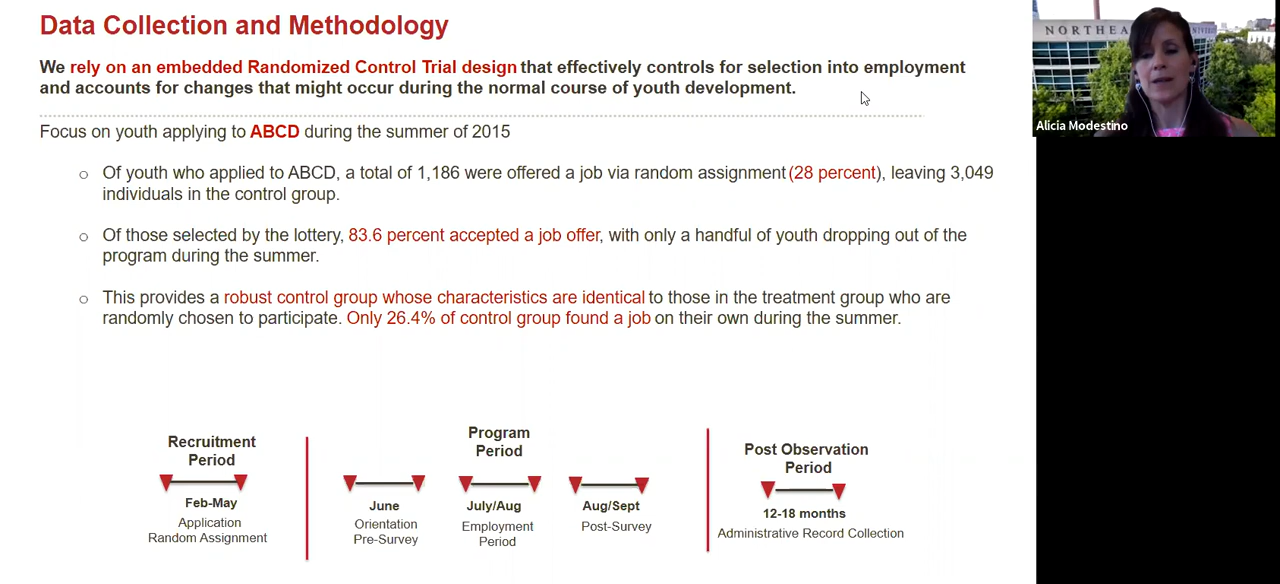 Data Collection and Methodology
We rely on an embedded Randomized Control Trial design that effectively controls for selection into employment
and accounts for changes that might occur during the normal course of youth development.
Focus on youth applying to ABCD during the summer of 2015
○ Of youth who applied to ABCD, a total of 1,186 were offered a job via random assignment (28 percent), leaving 3,049
individuals in the control group.
○ Of those selected by the lottery, 83.6 percent accepted a job offer, with only a handful of youth dropping out of the
program during the summer.
○ This provides a robust control group whose characteristics are identical to those in the treatment group who are
randomly chosen to participate. Only 26.4% of control group found a job on their own during the summer.
Recruitment
Period
Feb-May
Application
Random Assignment
Program
Period
June
Orientation
Pre-Survey
July/Aug
Employment
Period
Aug/Sept
Post-Survey
Post Observation
Period
12-18 months
Administrative Record Collection
NORTHEA
Alicia Modestino